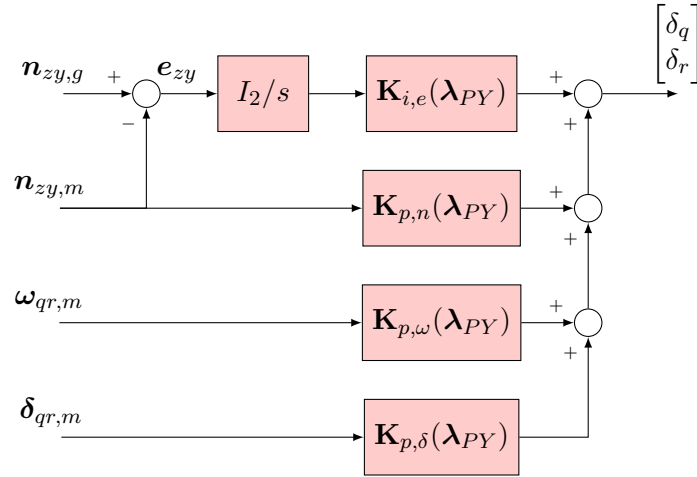 n_{zy,g} + e_{zy} I_2/s K_{i,e}(λ_{PY}) + [δ_q
δ_r]
− +
n_{zy,m} K_{p,n}(λ_{PY}) +
+
ω_{qr,m} K_{p,ω}(λ_{PY}) +
+
δ_{qr,m} K_{p,δ}(λ_{PY})